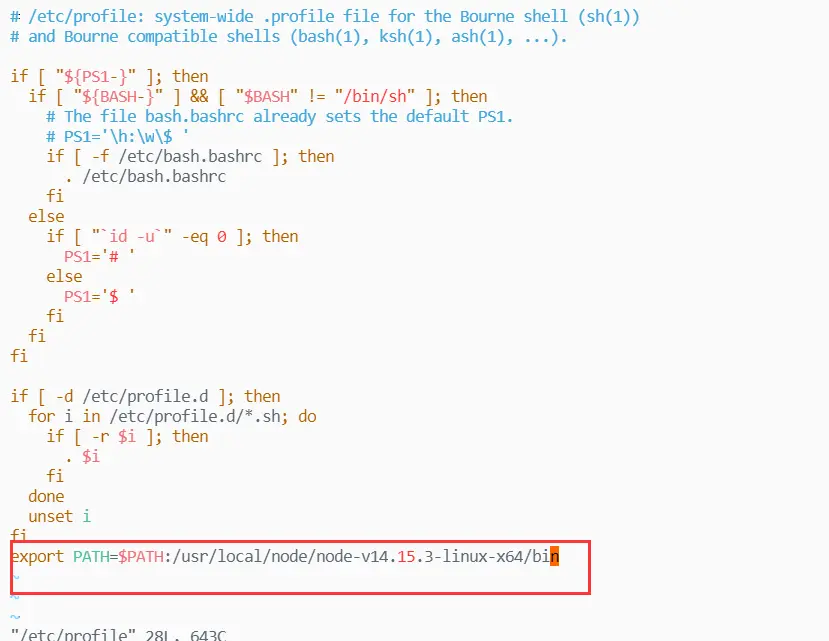 # /etc/profile: system-wide .profile file for the Bourne shell (sh(1))
# and Bourne compatible shells (bash(1), ksh(1), ash(1), ...).
if [ "${PS1-}" ]; then
if [ "${BASH-}" ] && [ "$BASH" != "/bin/sh" ]; then
# The file bash.bashrc already sets the default PS1.
# PS1='\h:\w\$ '
if [ -f /etc/bash.bashrc ]; then
. /etc/bash.bashrc
fi
else
if [ "`id -u`" -eq 0 ]; then
PS1='# '
else
PS1='$ '
fi
fi
fi
if [ -d /etc/profile.d ]; then
for i in /etc/profile.d/*.sh; do
if [ -r $i ]; then
. $i
fi
done
unset i
fi
export PATH=$PATH:/usr/local/node/node-v14.15.3-linux-x64/bin
~
~
~
"/etc/profile" 28L, 643C